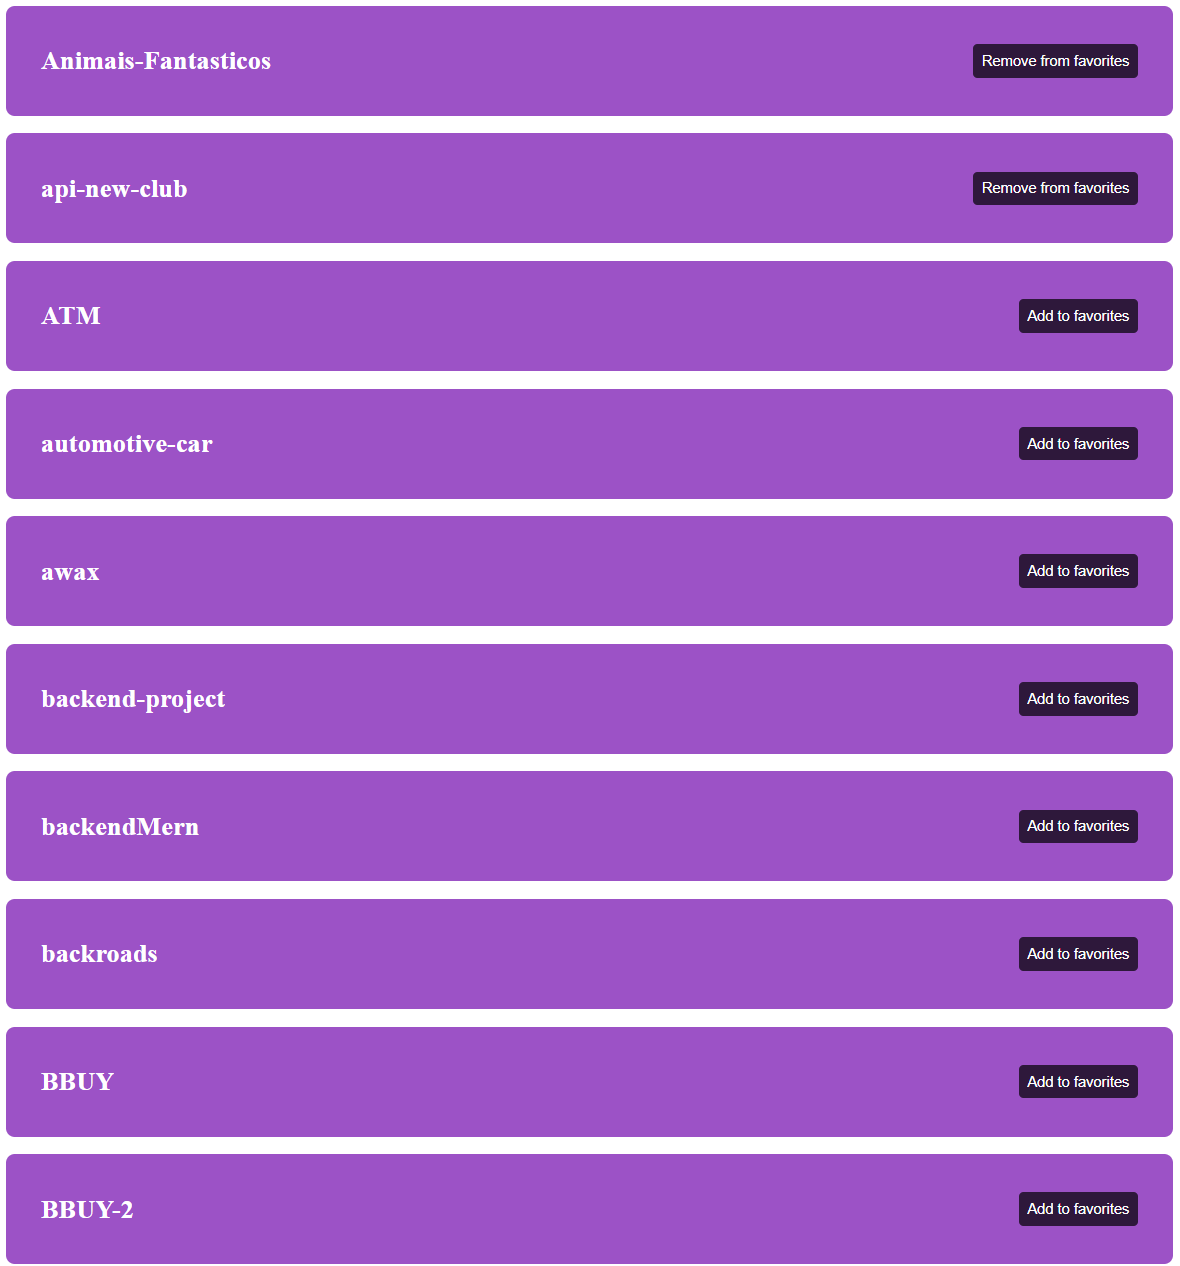 Animais-Fantasticos
Remove from favorites
api-new-club
Remove from favorites
ATM
Add to favorites
automotive-car
Add to favorites
awax
Add to favorites
backend-project
Add to favorites
backendMern
Add to favorites
backroads
Add to favorites
BBUY
Add to favorites
BBUY-2
Add to favorites